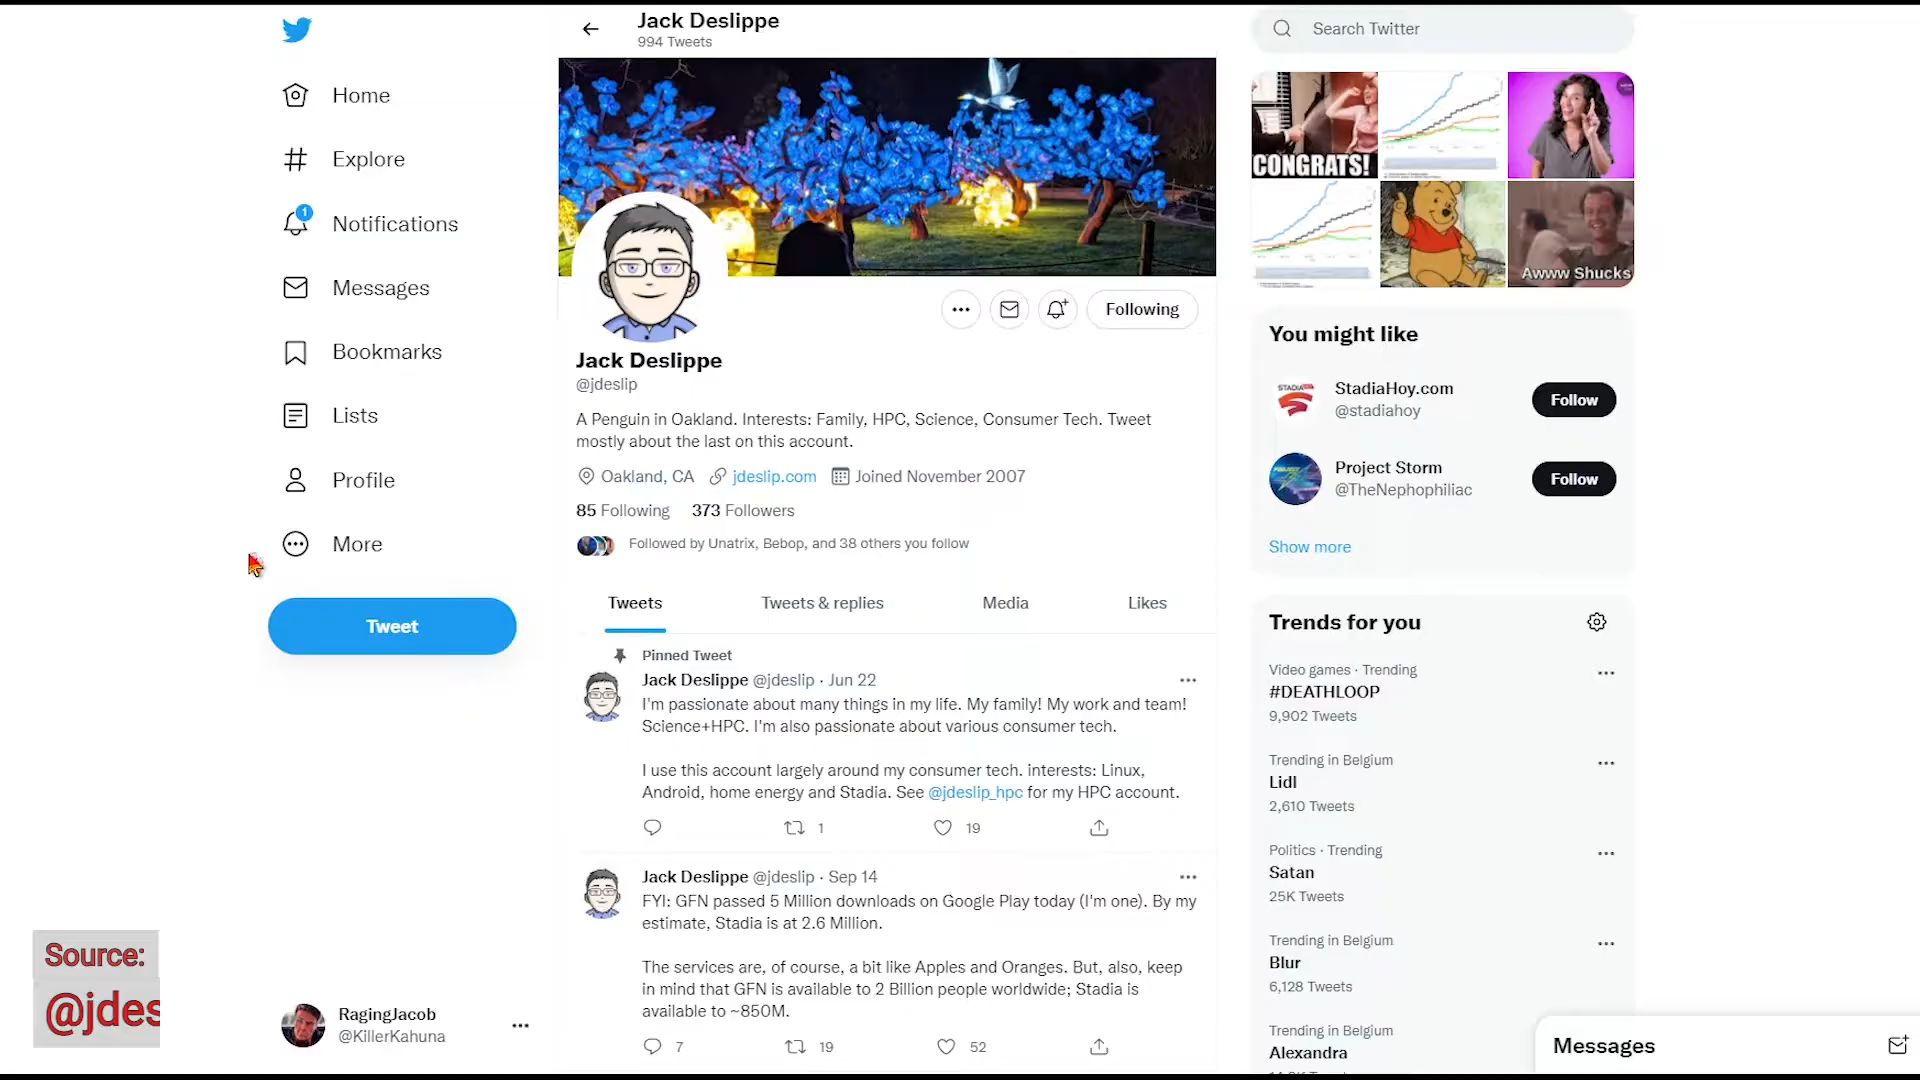 Jack Deslippe
994 Tweets
Search Twitter
Home
Explore
1
Notifications
Messages
Bookmarks
Lists
Profile
More
Tweet
Following
Jack Deslippe
@jdeslip
A Penguin in Oakland. Interests: Family, HPC, Science, Consumer Tech. Tweet
mostly about the last on this account.
Oakland, CA jdeslip.com Joined November 2007
85 Following 373 Followers
Followed by Unatrix, Bebop, and 38 others you follow
Tweets Tweets & replies Media Likes
Pinned Tweet
Jack Deslippe @jdeslip · Jun 22
I'm passionate about many things in my life. My family! My work and team!
Science+HPC. I'm also passionate about various consumer tech.
I use this account largely around my consumer tech. interests: Linux,
Android, home energy and Stadia. See @jdeslip_hpc for my HPC account.
1 19
Jack Deslippe @jdeslip · Sep 14
FYI: GFN passed 5 Million downloads on Google Play today (I'm one). By my
estimate, Stadia is at 2.6 Million.
The services are, of course, a bit like Apples and Oranges. But, also, keep
in mind that GFN is available to 2 Billion people worldwide; Stadia is
available to ~850M.
7 19 52
CONGRATS!
Awww Shucks
You might like
STADIA
StadiaHoy.com
@stadiahoy
Follow
Project Storm
@TheNephophiliac
Follow
Show more
Trends for you
Video games · Trending
#DEATHLOOP
9,902 Tweets
Trending in Belgium
Lidl
2,610 Tweets
Politics · Trending
Satan
25K Tweets
Trending in Belgium
Blur
6,128 Tweets
Trending in Belgium
Alexandra
Messages
Source:
@jdes
RagingJacob
@KillerKahuna